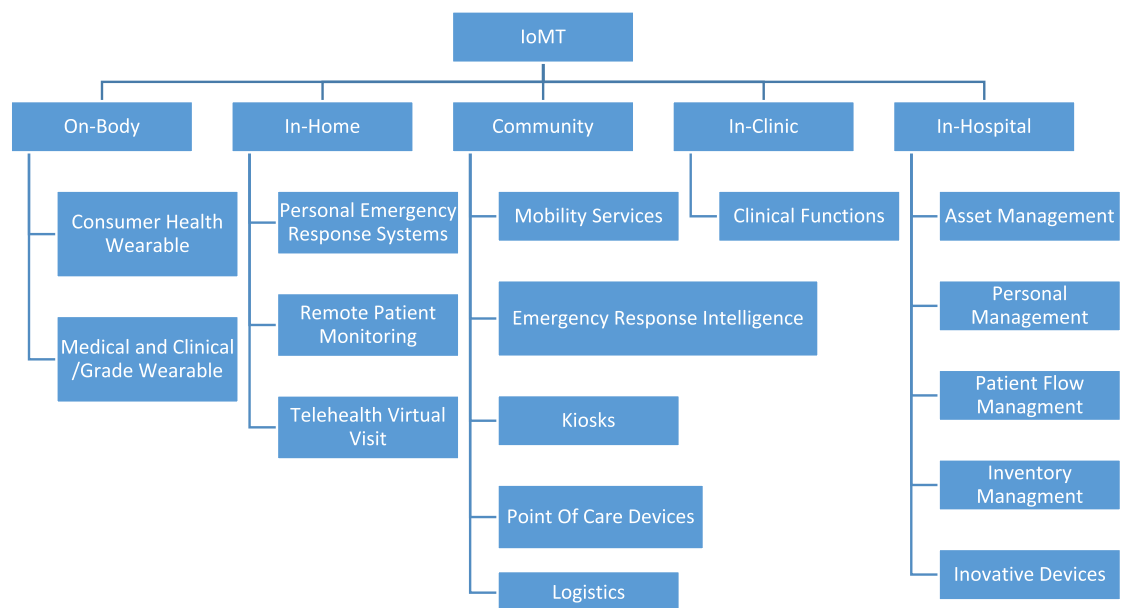 IoMT
On-Body
In-Home
Community
In-Clinic
In-Hospital
Consumer Health
Wearable
Medical and Clinical
/Grade Wearable
Personal Emergency
Response Systems
Remote Patient
Monitoring
Telehealth Virtual
Visit
Mobility Services
Emergency Response Intelligence
Kiosks
Point Of Care Devices
Logistics
Clinical Functions
Asset Management
Personal
Management
Patient Flow
Managment
Inventory
Managment
Inovative Devices